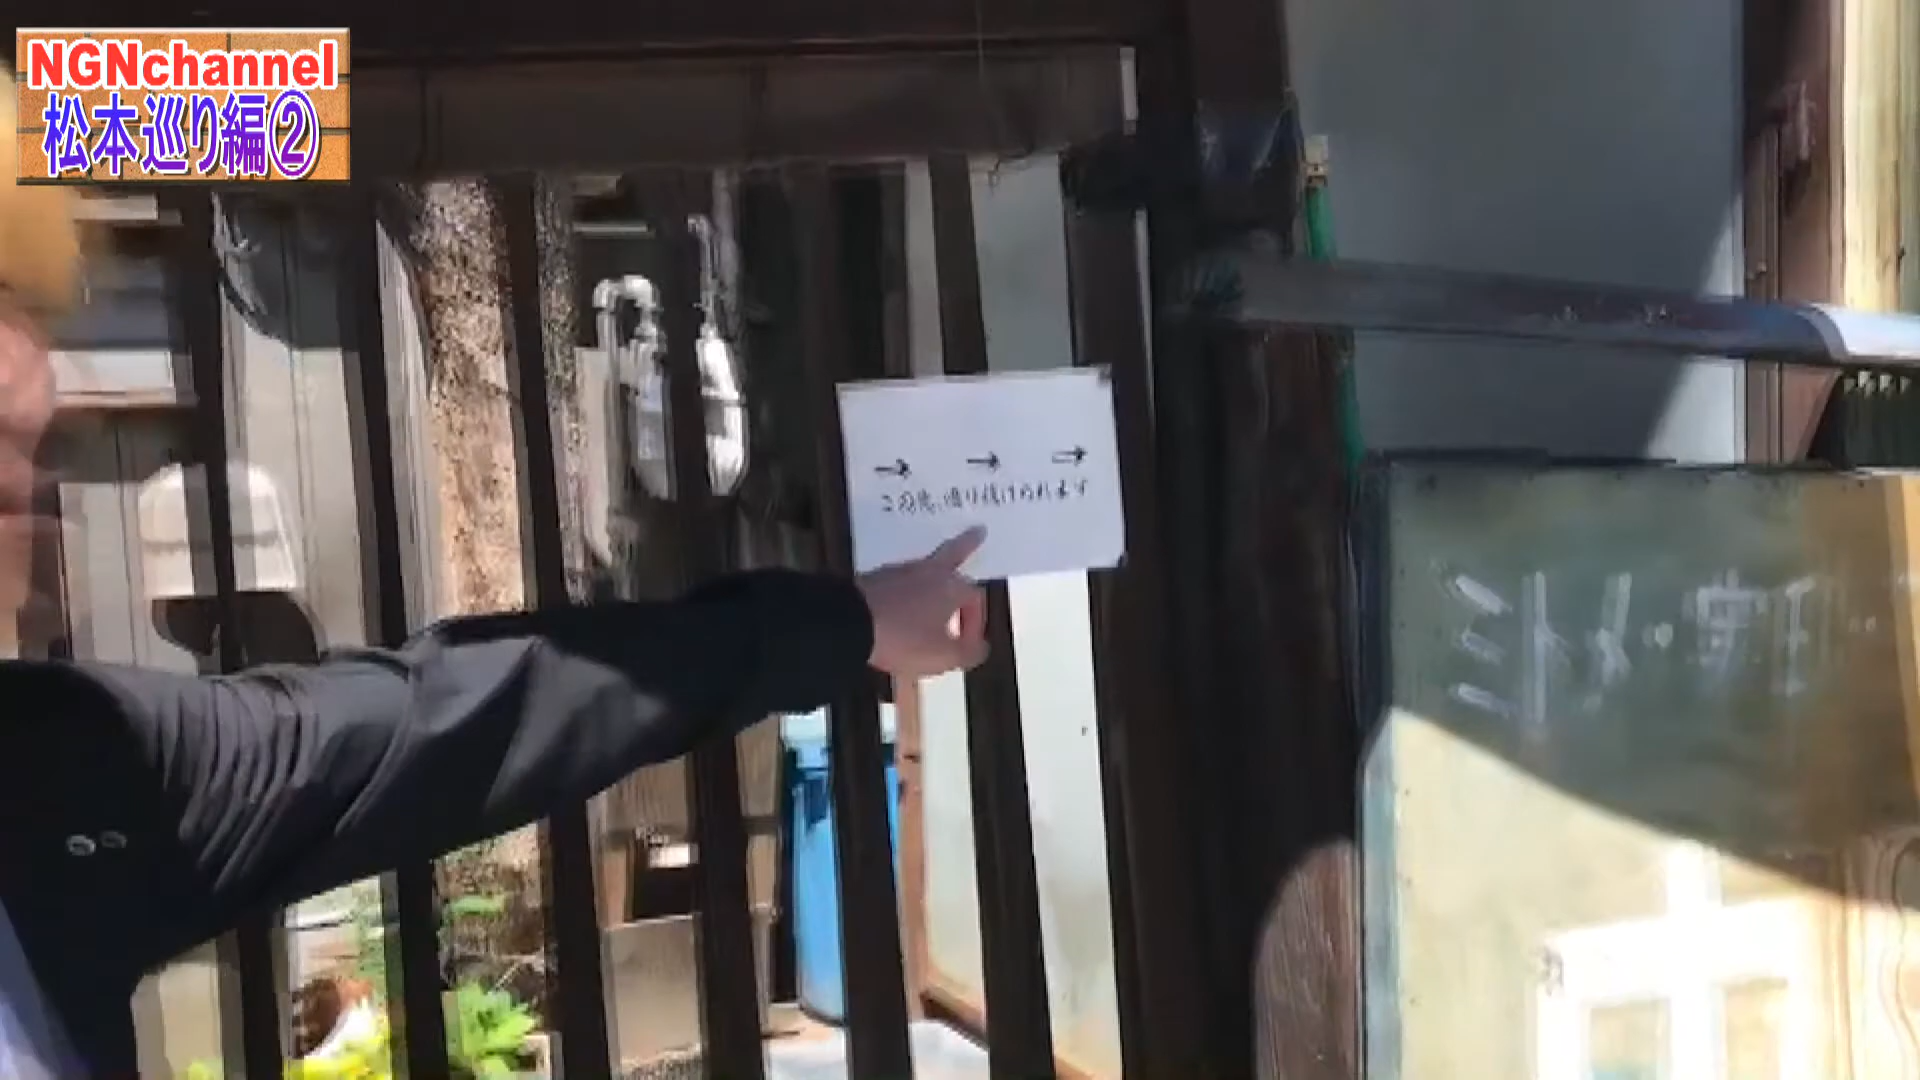 NGNchannel
松本巡り編②
→ → →
この先、通り抜けられます